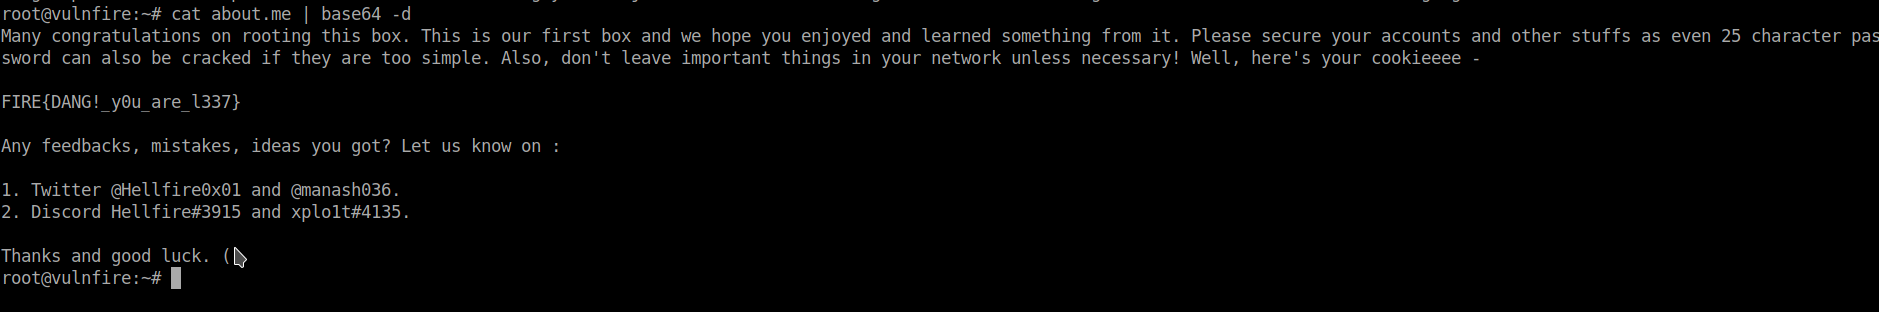 root@vulnfire:~# cat about.me | base64 -d
Many congratulations on rooting this box. This is our first box and we hope you enjoyed and learned something from it. Please secure your accounts and other stuffs as even 25 character pas
sword can also be cracked if they are too simple. Also, don't leave important things in your network unless necessary! Well, here's your cookieeee -
FIRE{DANG!_y0u_are_l337}
Any feedbacks, mistakes, ideas you got? Let us know on :
1. Twitter @Hellfire0x01 and @manash036.
2. Discord Hellfire#3915 and xplo1t#4135.
Thanks and good luck. (
root@vulnfire:~#